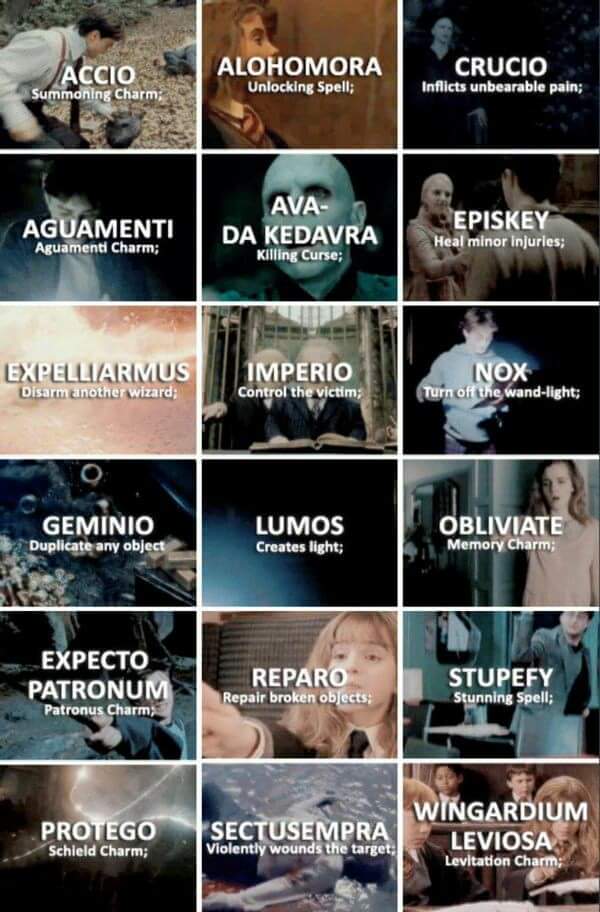 ACCIO
Summoning Charm;
ALOHOMORA
Unlocking Spell;
CRUCIO
Inflicts unbearable pain;
AGUAMENTI
Aguamenti Charm;
AVA-
DA KEDAVRA
Killing Curse;
EPISKEY
Heal minor injuries;
EXPELLIARMUS
Disarm another wizard;
IMPERIO
Control the victim;
NOX
Turn off the wand-light;
GEMINIO
Duplicate any object
LUMOS
Creates light;
OBLIVIATE
Memory Charm;
EXPECTO
PATRONUM
Patronus Charm;
REPARO
Repair broken objects;
STUPEFY
Stunning Spell;
PROTEGO
Schield Charm;
SECTUSEMPRA
Violently wounds the target;
WINGARDIUM
LEVIOSA
Levitation Charm;